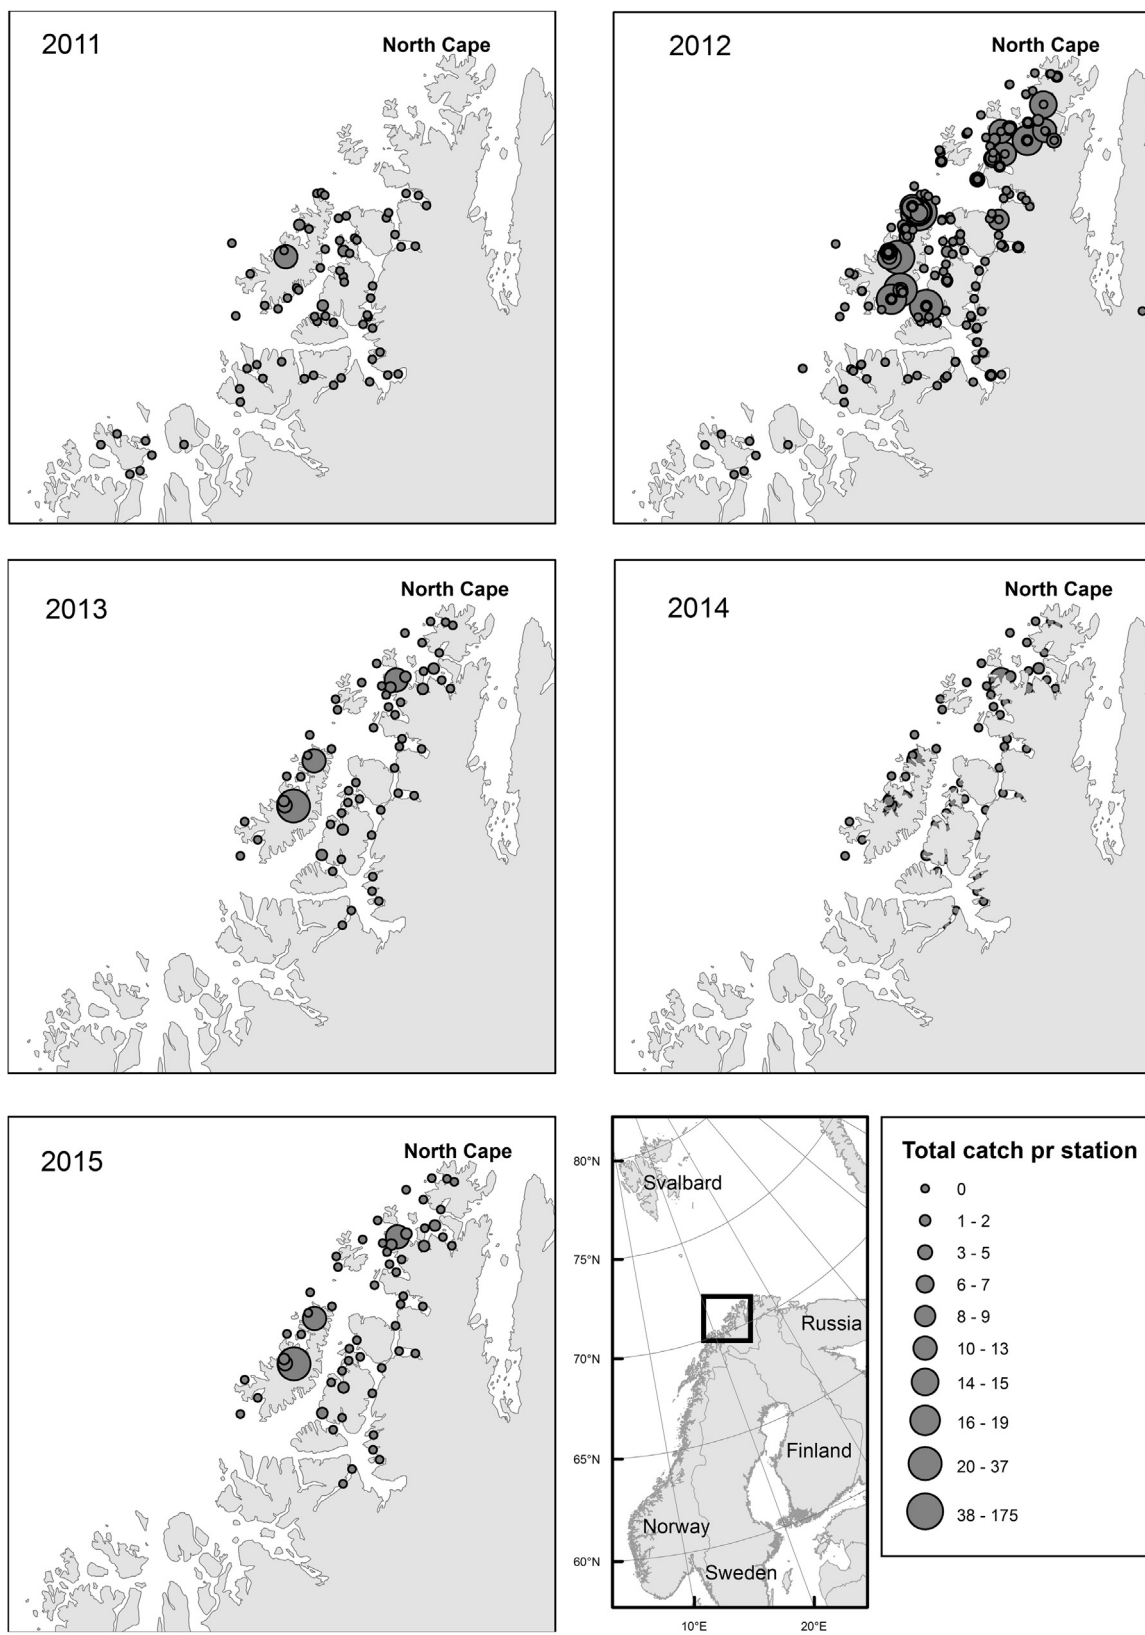 2011
North Cape
2012
North Cape
2013
North Cape
2014
North Cape
2015
North Cape
80°N
75°N
70°N
65°N
60°N
10°E
20°E
Svalbard
Russia
Finland
Norway
Sweden
Total catch pr station
0
1 - 2
3 - 5
6 - 7
8 - 9
10 - 13
14 - 15
16 - 19
20 - 37
38 - 175